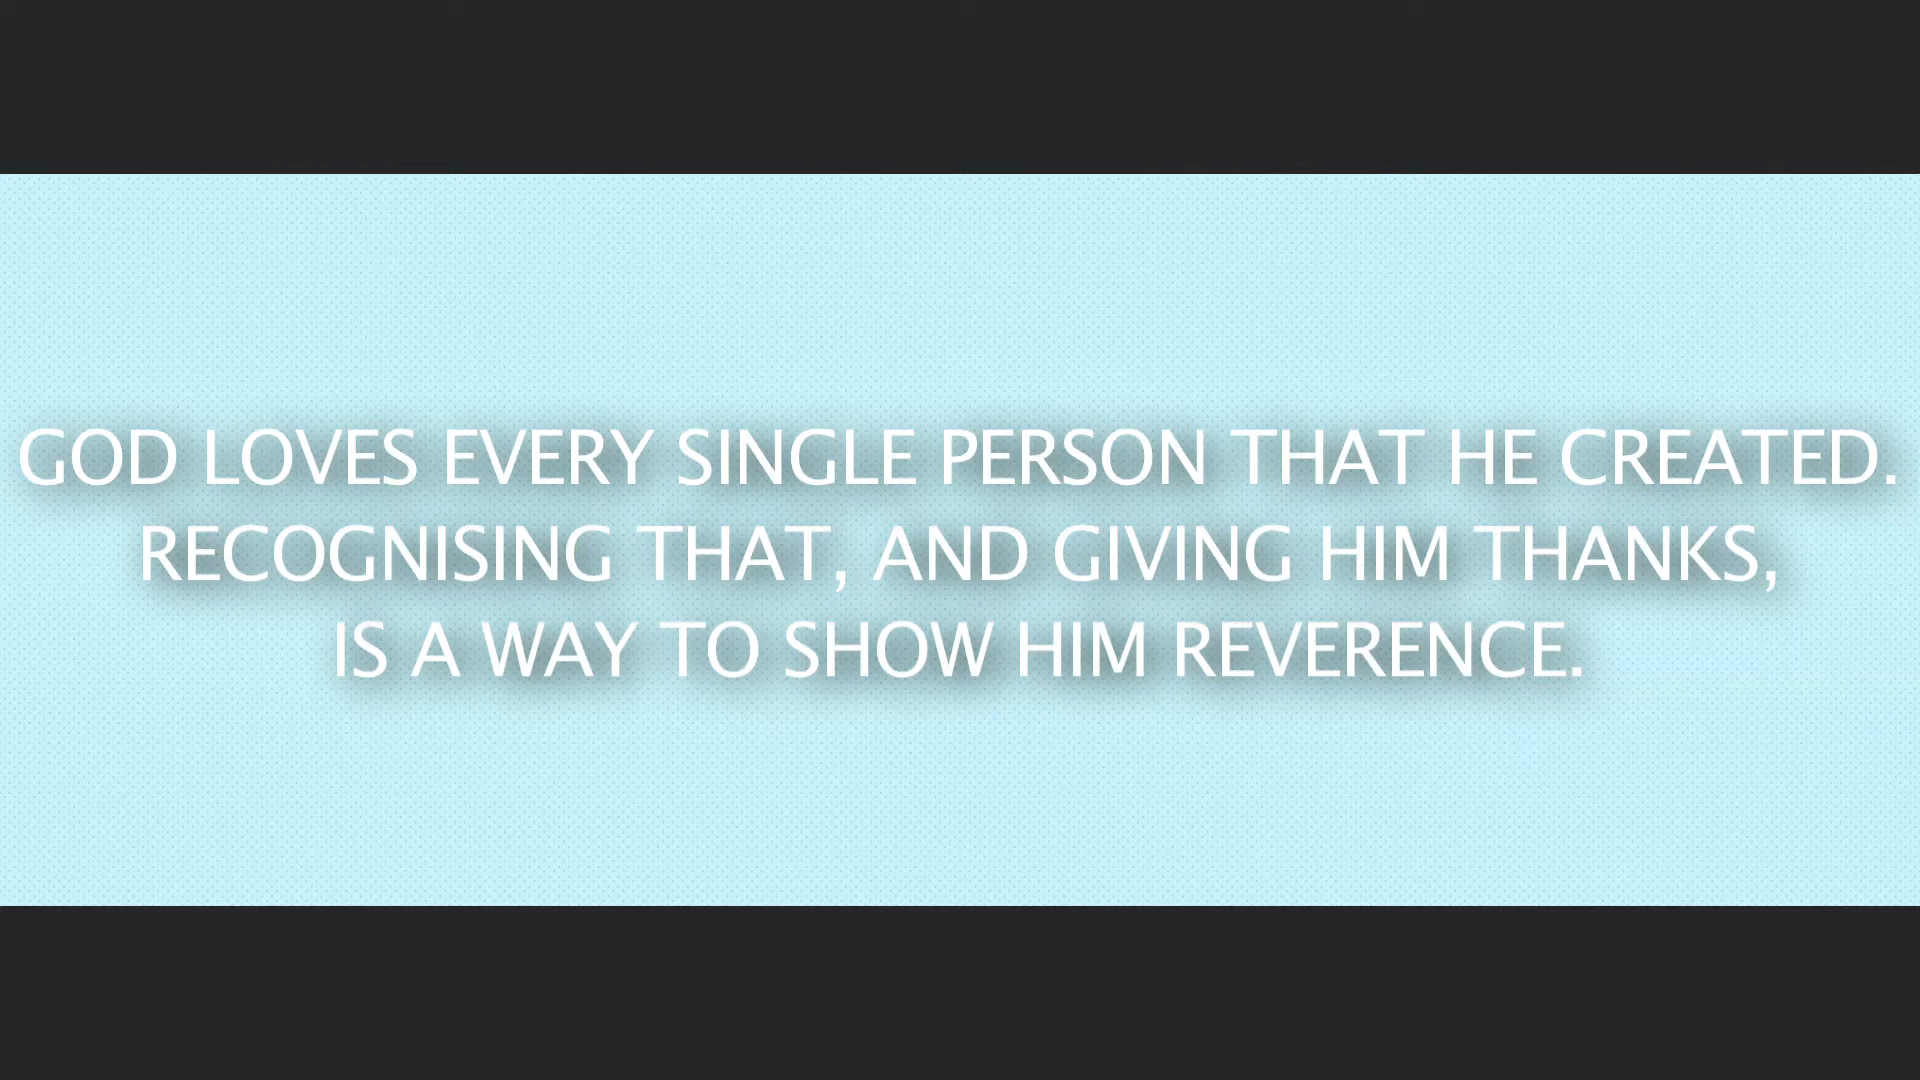 GOD LOVES EVERY SINGLE PERSON THAT HE CREATED.
RECOGNISING THAT, AND GIVING HIM THANKS,
IS A WAY TO SHOW HIM REVERENCE.